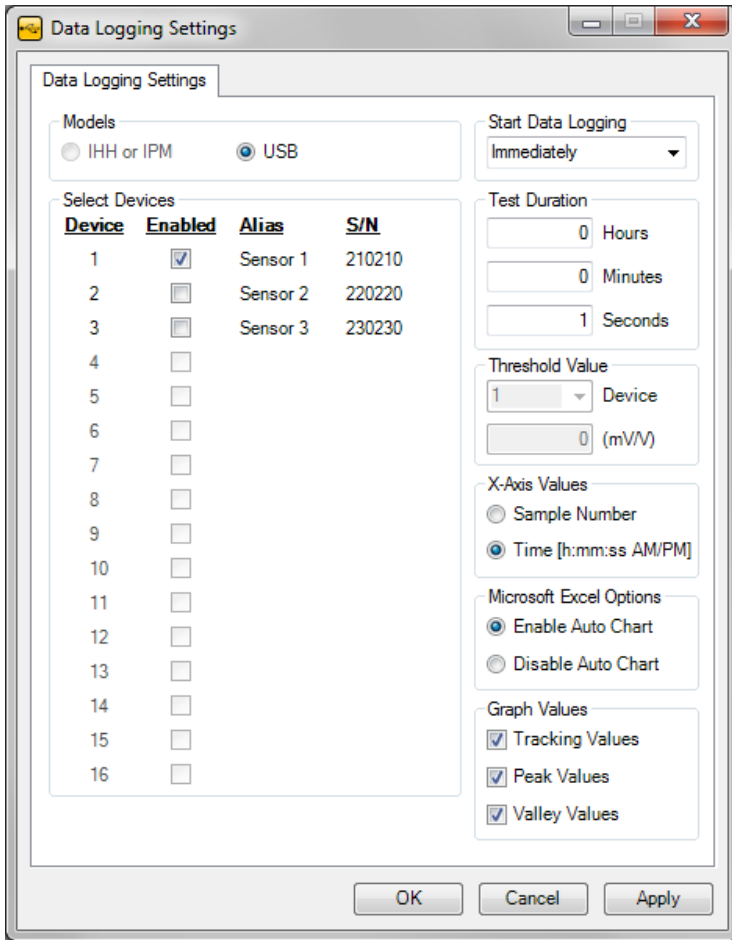 Data Logging Settings
Data Logging Settings
Models
IHH or IPM USB
Select Devices
Device Enabled Alias S/N
1 Sensor 1 210210
2 Sensor 2 220220
3 Sensor 3 230230
4
5
6
7
8
9
10
11
12
13
14
15
16
Start Data Logging
Immediately
Test Duration
0 Hours
0 Minutes
1 Seconds
Threshold Value
1 Device
0 (mV/V)
X-Axis Values
Sample Number
Time [h:mm:ss AM/PM]
Microsoft Excel Options
Enable Auto Chart
Disable Auto Chart
Graph Values
Tracking Values
Peak Values
Valley Values
OK Cancel Apply